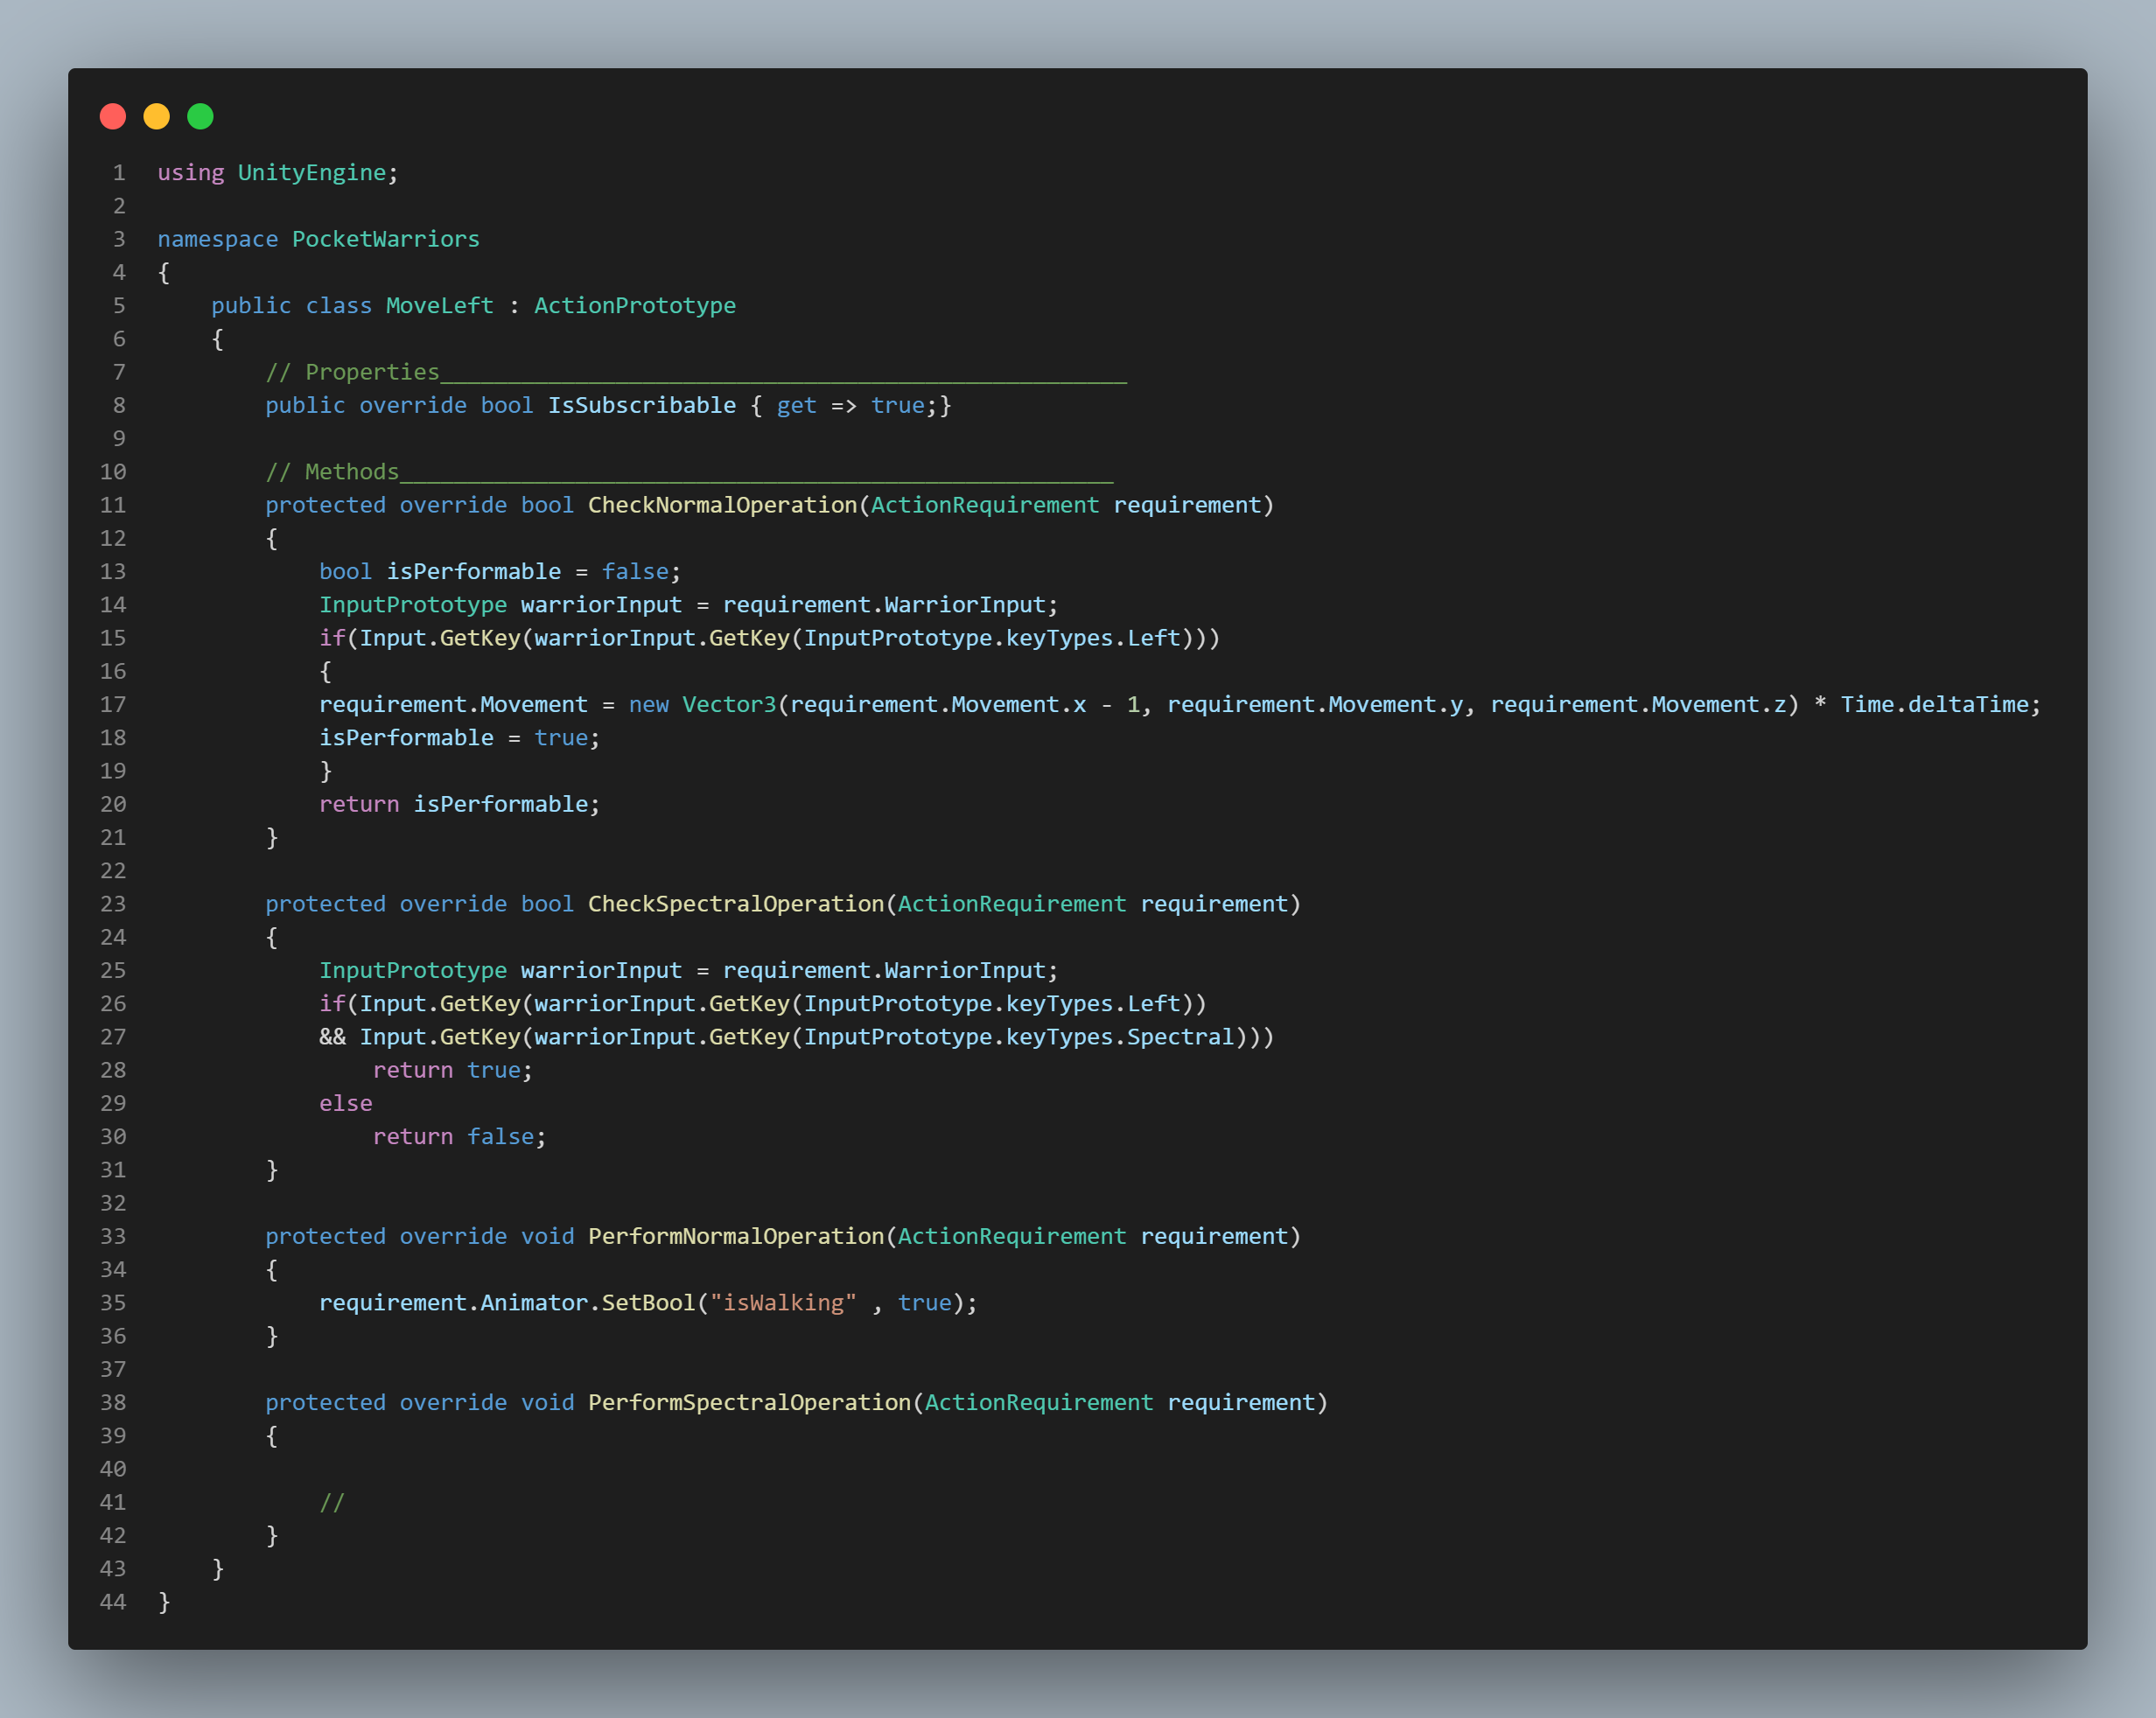 1 using UnityEngine;
2
3 namespace PocketWarriors
4 {
5     public class MoveLeft : ActionPrototype
6     {
7         // Properties___________________________________________________
8         public override bool IsSubscribable { get => true;}
9
10         // Methods_____________________________________________________
11         protected override bool CheckNormalOperation(ActionRequirement requirement)
12         {
13             bool isPerformable = false;
14             InputPrototype warriorInput = requirement.WarriorInput;
15             if(Input.GetKey(warriorInput.GetKey(InputPrototype.keyTypes.Left)))
16             {
17             requirement.Movement = new Vector3(requirement.Movement.x - 1, requirement.Movement.y, requirement.Movement.z) * Time.deltaTime;
18             isPerformable = true;
19             }
20             return isPerformable;
21         }
22
23         protected override bool CheckSpectralOperation(ActionRequirement requirement)
24         {
25             InputPrototype warriorInput = requirement.WarriorInput;
26             if(Input.GetKey(warriorInput.GetKey(InputPrototype.keyTypes.Left))
27             && Input.GetKey(warriorInput.GetKey(InputPrototype.keyTypes.Spectral)))
28                 return true;
29             else
30                 return false;
31         }
32
33         protected override void PerformNormalOperation(ActionRequirement requirement)
34         {
35             requirement.Animator.SetBool("isWalking" , true);
36         }
37
38         protected override void PerformSpectralOperation(ActionRequirement requirement)
39         {
40
41             //
42         }
43     }
44 }